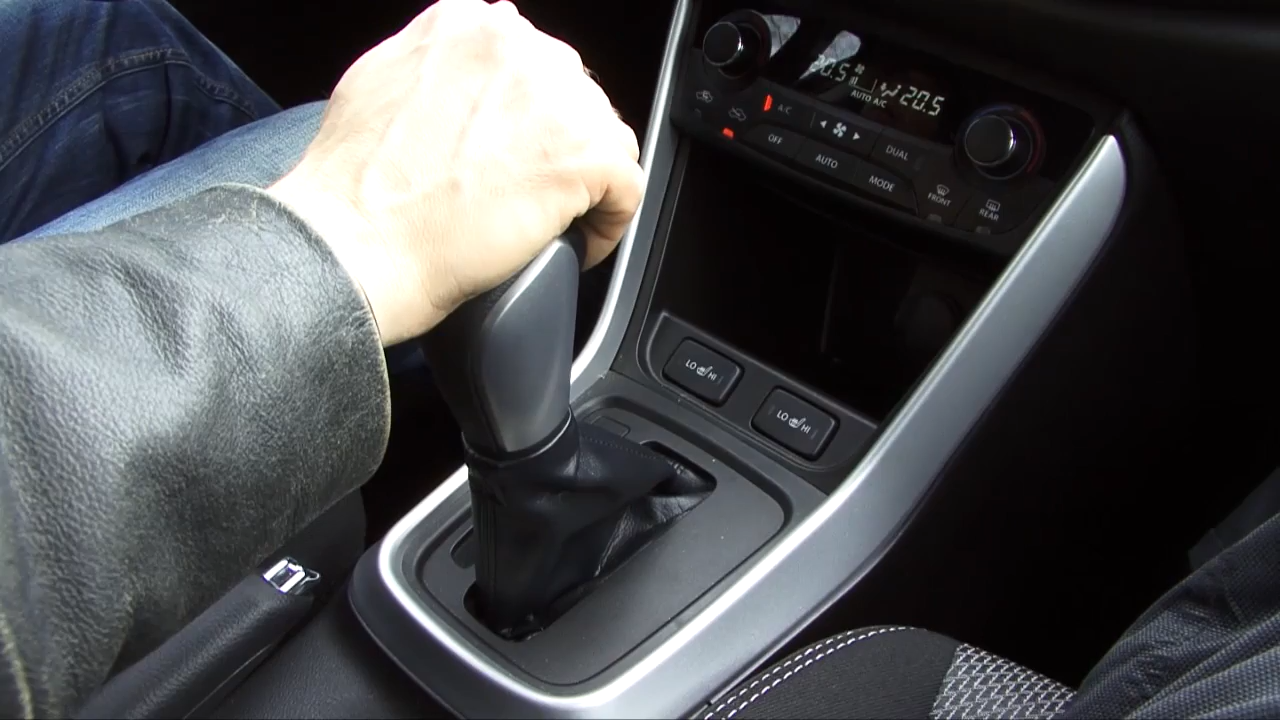 20.5
20.5
AUTO A/C
A/C
OFF
AUTO
DUAL
MODE
FRONT
REAR
LO HI
LO HI